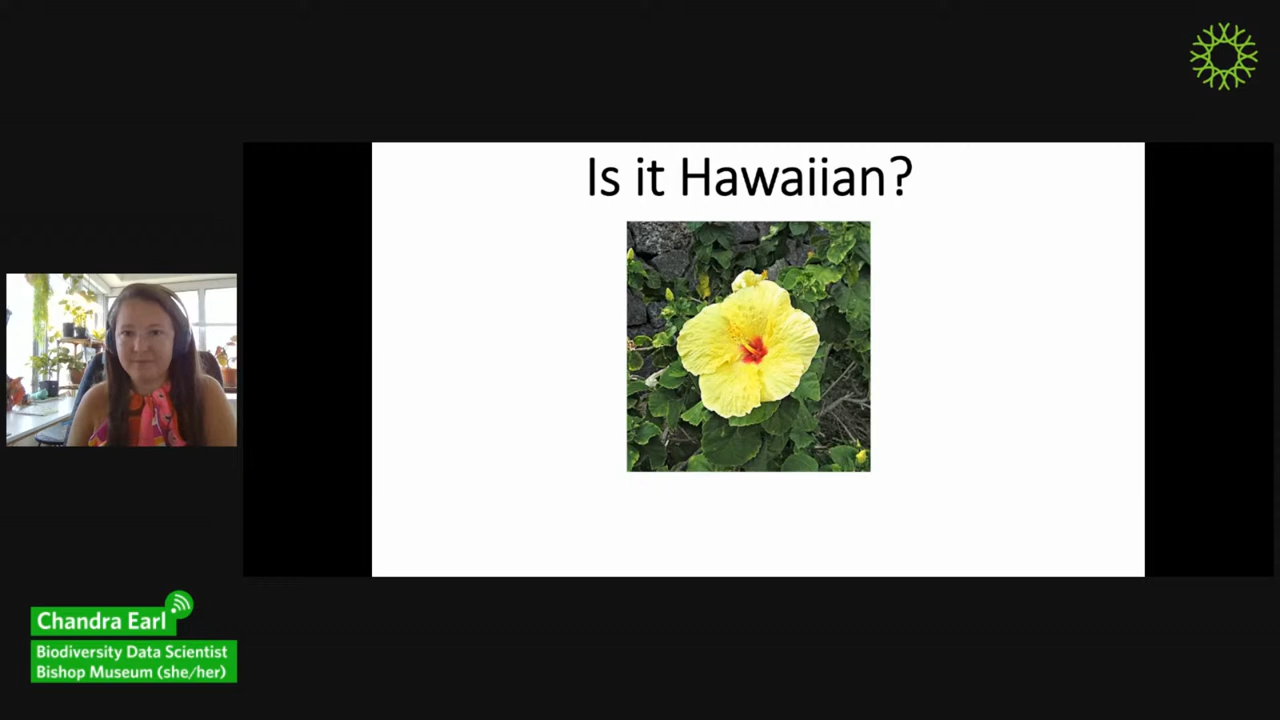 Is it Hawaiian?
Chandra Earl
Biodiversity Data Scientist
Bishop Museum (she/her)